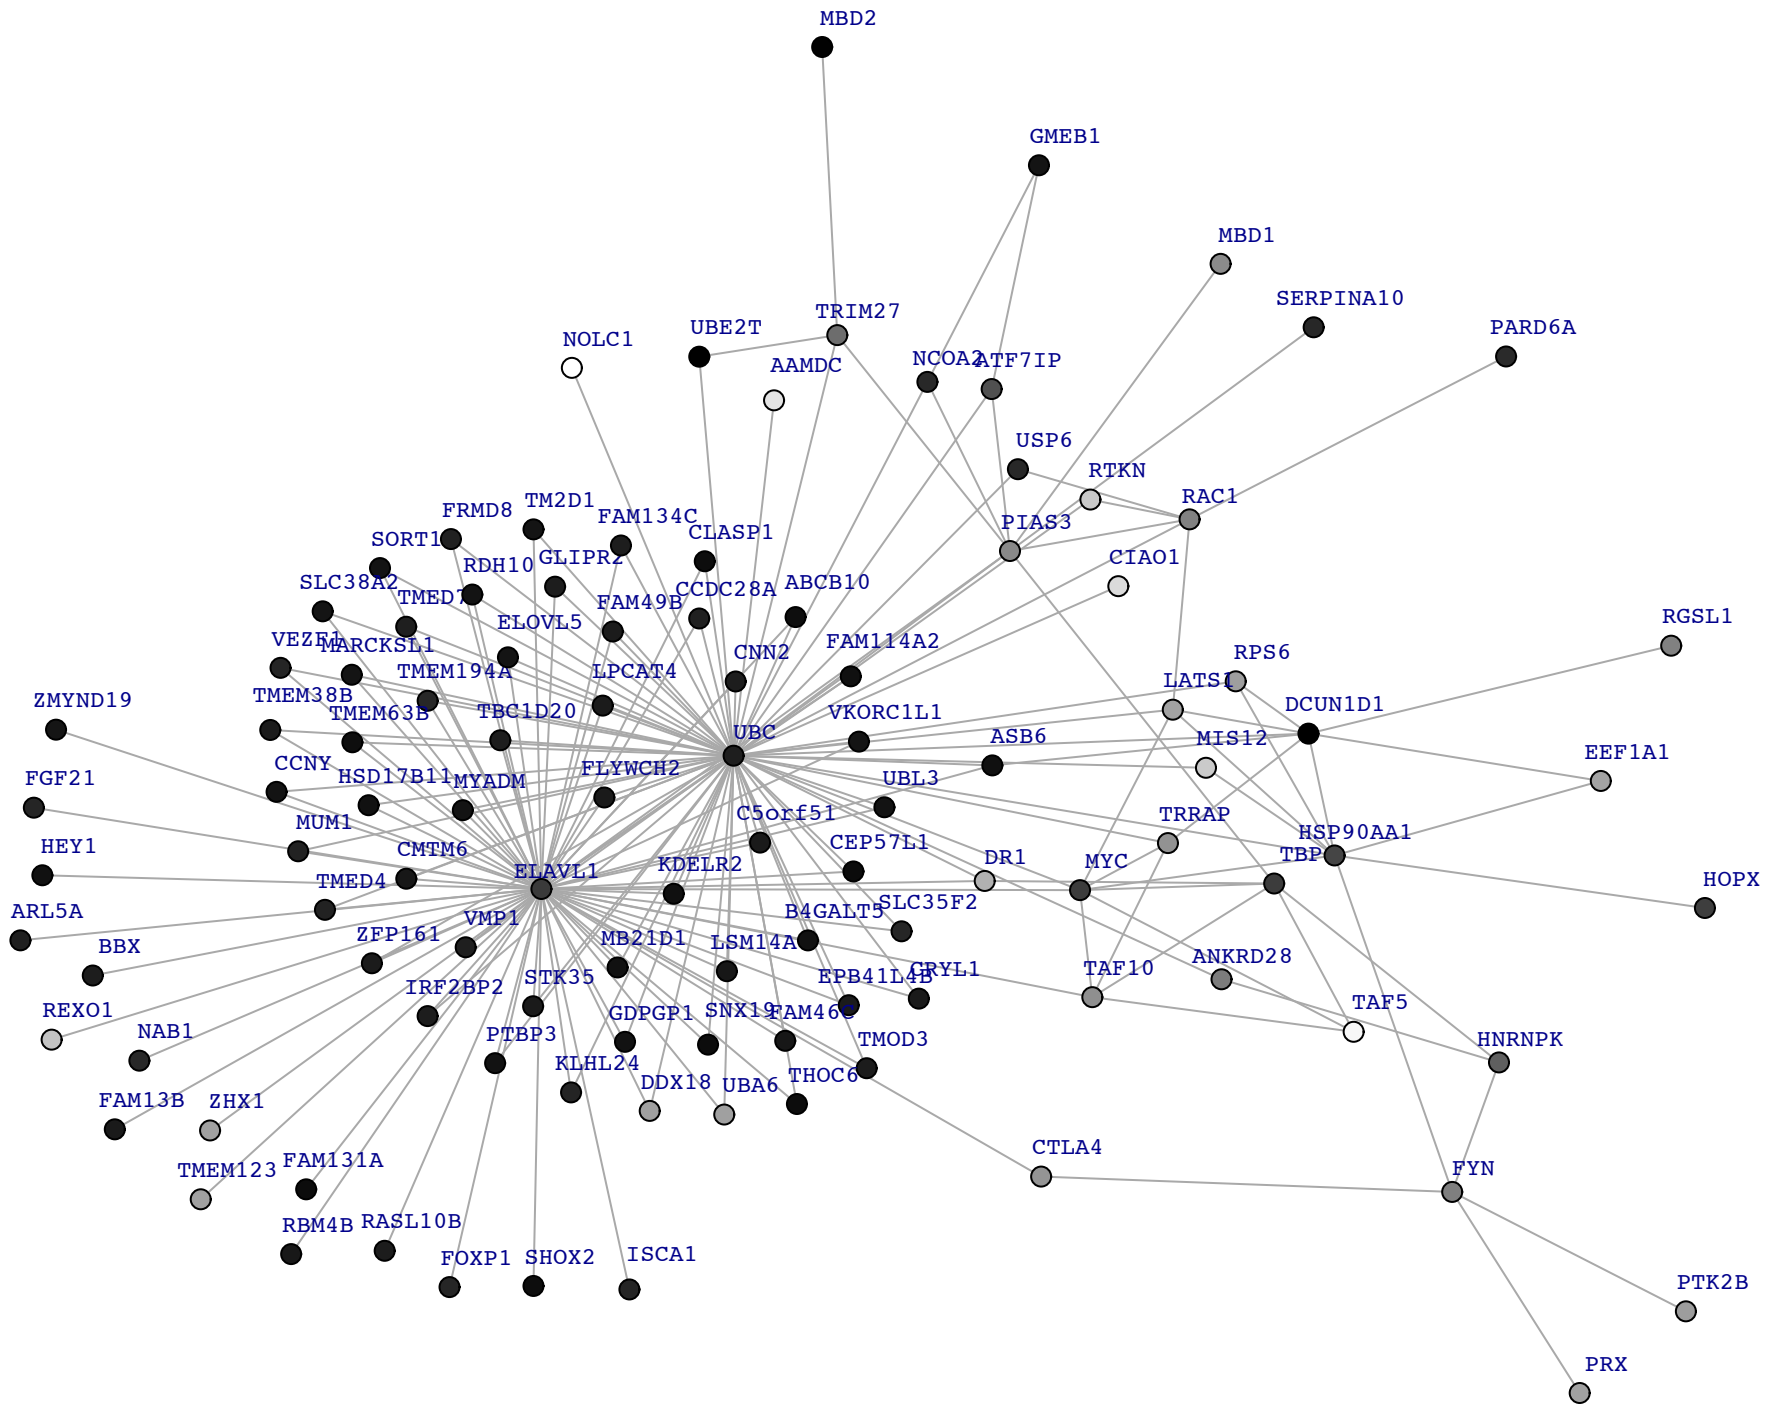 MBD2
GMEB1
MBD1
SERPINA10
TRIM27
UBE2T
PARD6A
NOLC1
AAMDC
NCOA2
ATF7IP
USP6
RTKN
RAC1
TM2D1
FRMD8
FAM134C
PIAS3
CLASP1
SORT1
GLIPR2
CIAO1
RDH10
SLC38A2
ABCB10
CCDC28A
TMED7
FAM49B
RGSL1
ELOVL5
VEZF1
MARCKSL1
FAM114A2
CNN2
RPS6
TMEM194A
LPCAT4
LATS1
TMEM38B
ZMYND19
DCUN1D1
TMEM63B
TBC1D20
VKORC1L1
UBC
ASB6
MIS12
EEF1A1
CCNY
HSD17B11
MYADM
FLYWCH2
FGF21
UBL3
MUM1
C5orf51
TRRAP
HSP90AA1
HEY1
CMTM6
CEP57L1
TBP
DR1
MYC
KDELR2
ELAVL1
TMED4
HOPX
ARL5A
SLC35F2
B4GALT5
VMP1
ZFP161
BBX
MB21D1
LSM14A
ANKRD28
CRYL1
TAF10
EPB41L4B
STK35
IRF2BP2
TAF5
REXO1
SNX19
FAM46C
GDPGP1
NAB1
PTBP3
TMOD3
HNRNPK
KLHL24
THOC6
DDX18
UBA6
FAM13B
ZHX1
CTLA4
FAM131A
TMEM123
FYN
RASL10B
RBM4B
ISCA1
FOXP1
SHOX2
PTK2B
PRX